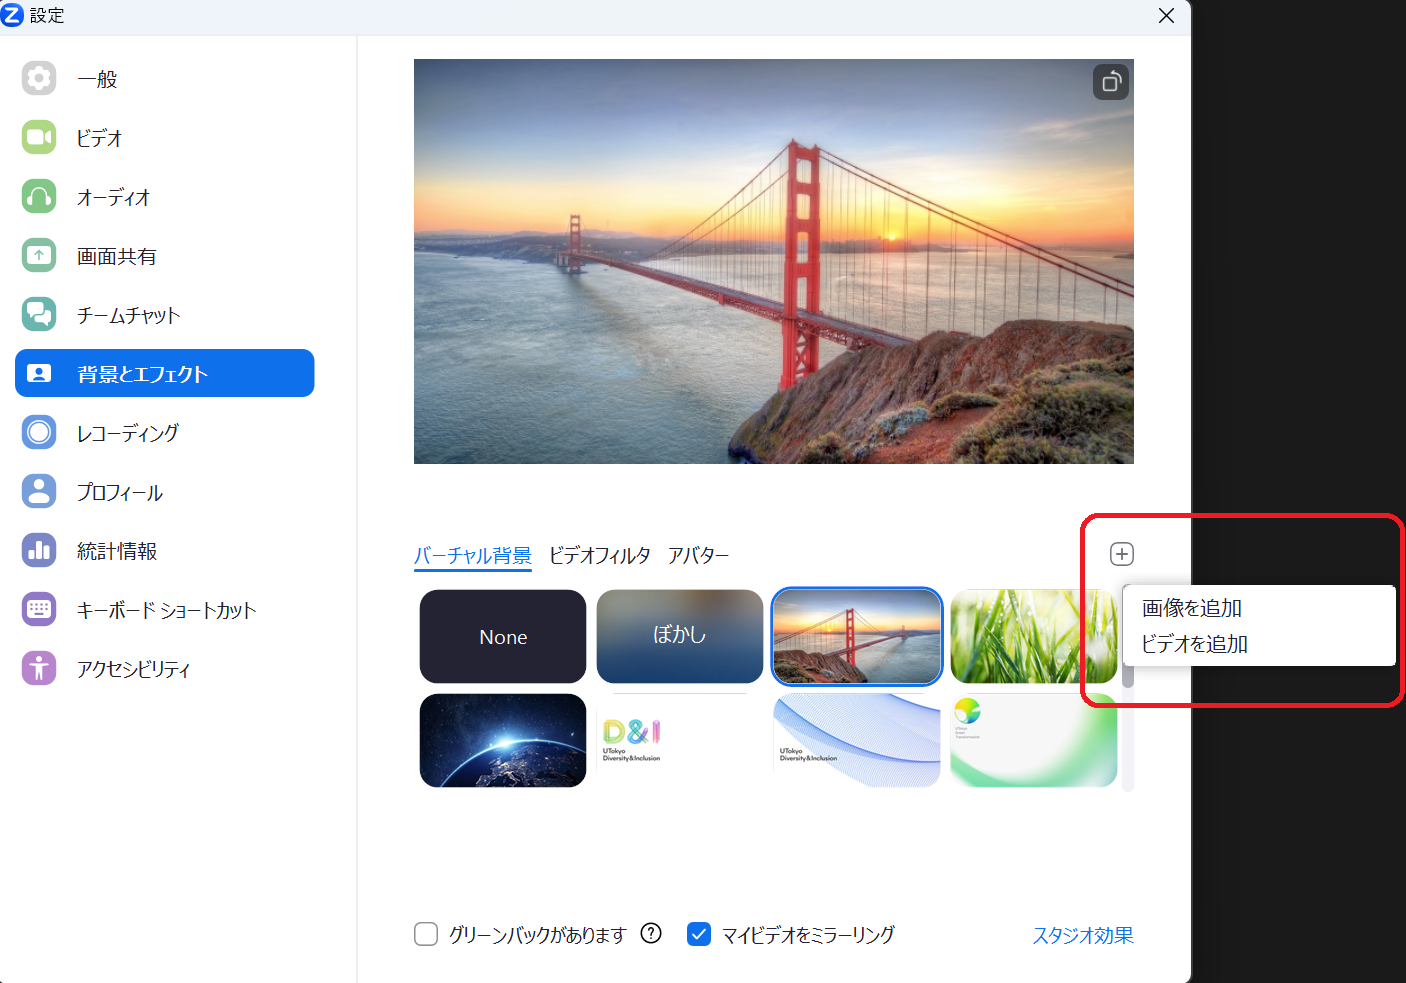 設定
一般
ビデオ
オーディオ
画面共有
チームチャット
背景とエフェクト
レコーディング
プロフィール
統計情報
キーボード ショートカット
アクセシビリティ
バーチャル背景 ビデオフィルタ アバター
画像を追加
ビデオを追加
None
ぼかし
D&I
UTokyo
Diversity&Inclusion
UTokyo
Diversity&Inclusion
UTokyo
Green
Transformation
グリーンバックがあります
マイビデオをミラーリング
スタジオ効果